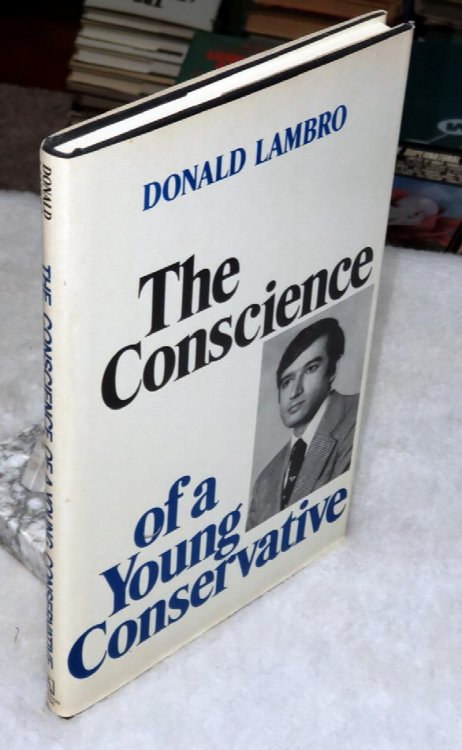 DONALD LAMBRO
The
Conscience
of a
Young
Conservative
DONALD
THE CONSCIENCE OF A YOUNG CONSERVATIVE